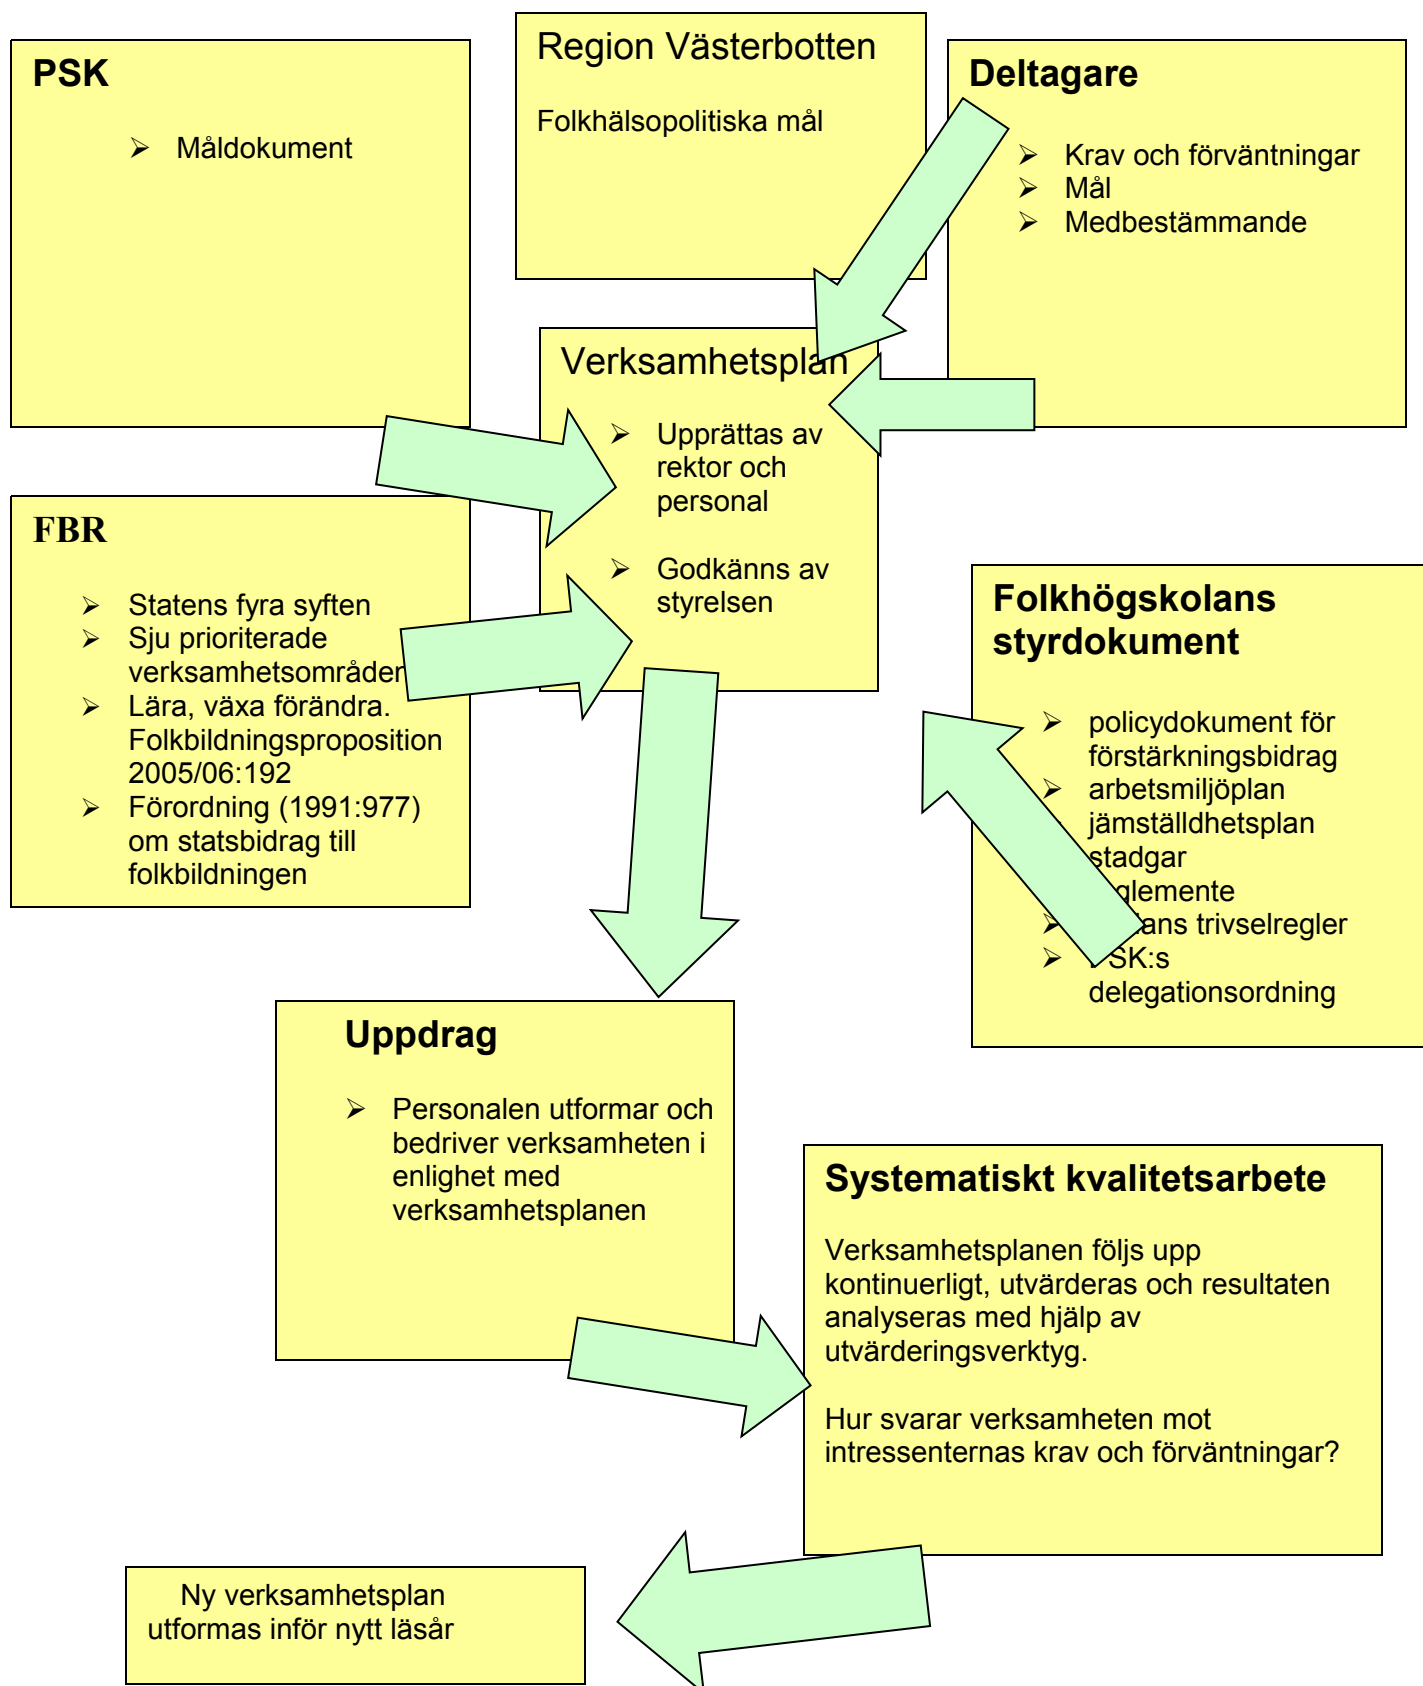 PSK
➢ Måldokument
Region Västerbotten
Folkhälsopolitiska mål
Deltagare
➢ Krav och förväntningar
➢ Mål
➢ Medbestämmande
Verksamhetsplan
➢ Upprättas av
rektor och
personal
➢ Godkänns av
styrelsen
FBR
➢ Statens fyra syften
➢ Sju prioriterade
verksamhetsområden
➢ Lära, växa förändra.
Folkbildningsproposition
2005/06:192
➢ Förordning (1991:977)
om statsbidrag till
folkbildningen
Folkhögskolans
styrdokument
➢ policydokument för
förstärkningsbidrag
➢ arbetsmiljöplan
jämställdhetsplan
stadgar
➢ trivselregler
➢ PSK:s
delegationsordning
Uppdrag
➢ Personalen utformar och
bedriver verksamheten i
enlighet med
verksamhetsplanen
Systematiskt kvalitetsarbete
Verksamhetsplanen följs upp
kontinuerligt, utvärderas och resultaten
analyseras med hjälp av
utvärderingsverktyg.
Hur svarar verksamheten mot
intressenternas krav och förväntningar?
Ny verksamhetsplan
utformas inför nytt läsår